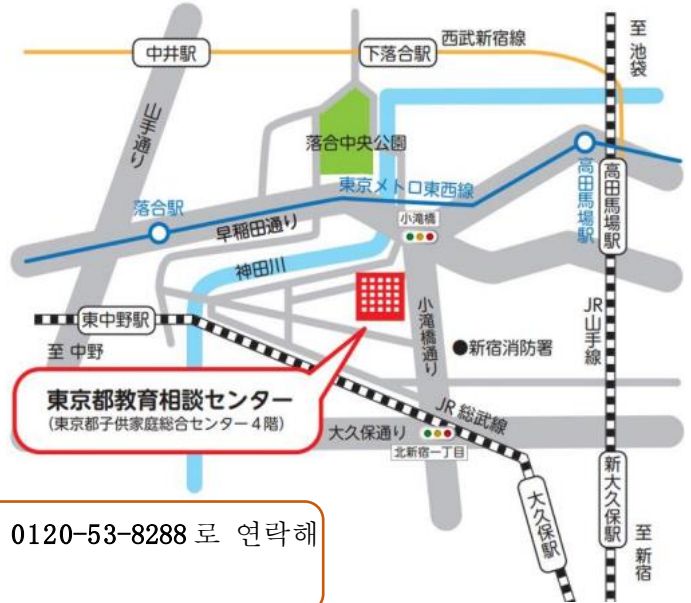 中井駅
下落合駅
西武新宿線
至 池袋
山手通り
落合中央公園
東京メトロ東西線
高田馬場駅
高田馬場駅
落合駅
早稲田通り
小滝橋
神田川
東中野駅
至 中野
小滝橋通り
●新宿消防署
JR山手線
東京都教育相談センター
(東京都子供家庭総合センター4階)
JR総武線
大久保通り
北新宿一丁目
大久保駅
新大久保駅
至 新宿
0120-53-8288 로 연락해